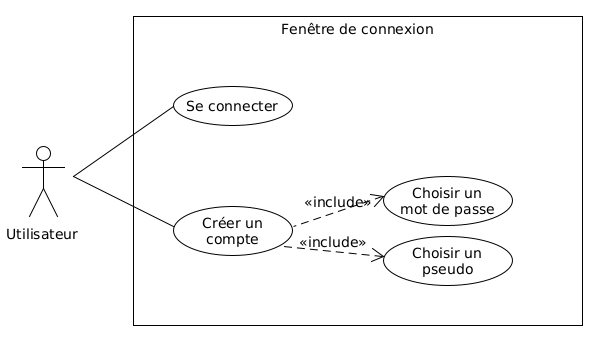 Fenêtre de connexion
Se connecter
Utilisateur
Créer un
compte
«include»
Choisir un
mot de passe
«include»
Choisir un
pseudo